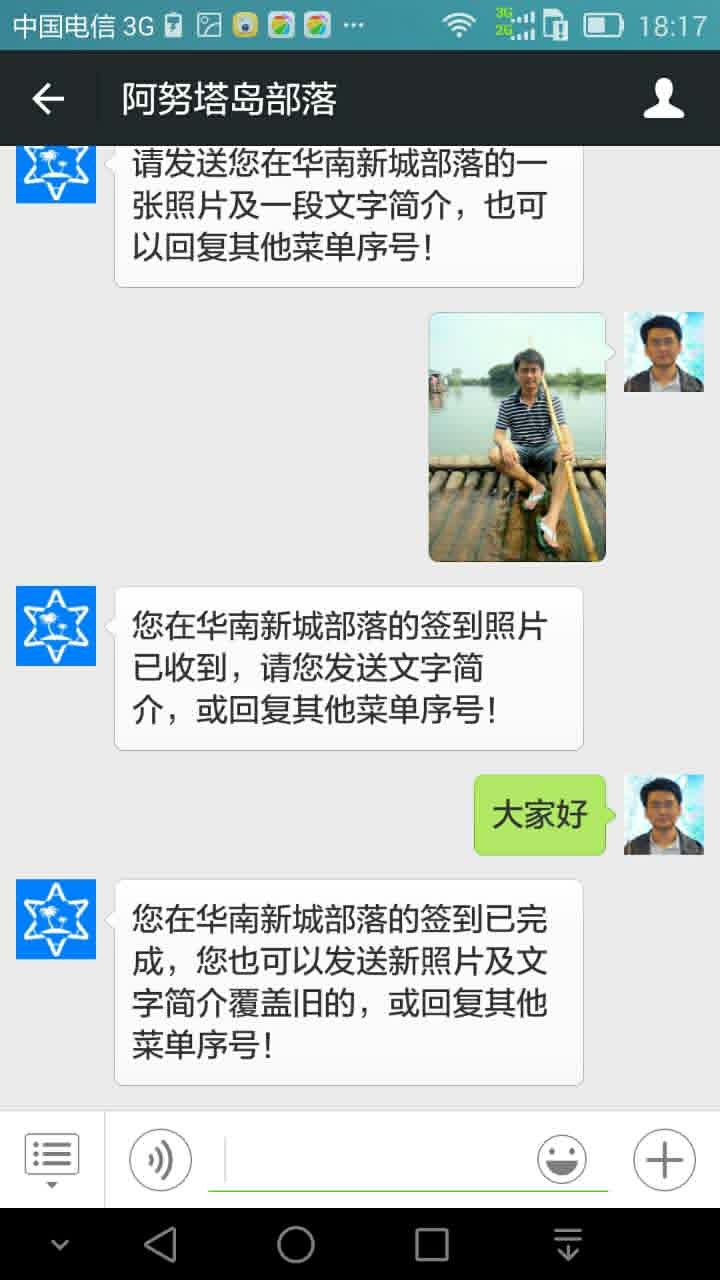 中国电信 3G
3G
2G
18:17
阿努塔岛部落
请发送您在华南新城部落的一
张照片及一段文字简介，也可
以回复其他菜单序号！
您在华南新城部落的签到照片
已收到，请您发送文字简
介，或回复其他菜单序号！
大家好
您在华南新城部落的签到已完
成，您也可以发送新照片及文
字简介覆盖旧的，或回复其他
菜单序号！